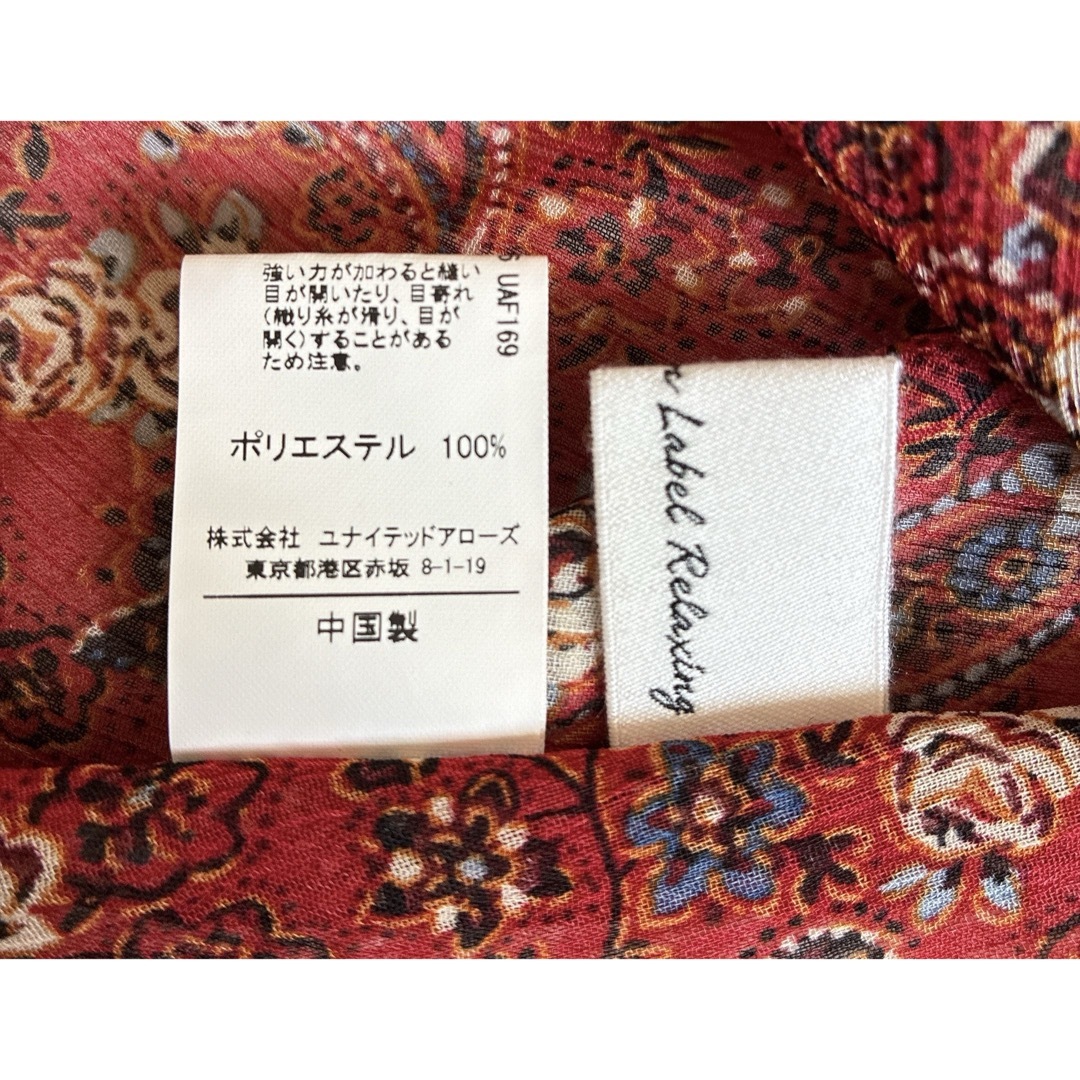 強い力が加わると縫い
目が開いたり、目寄れ
(織り糸が滑り、目が
開く)することがある
ため注意。
UAF169
ポリエステル 100%
株式会社 ユナイテッドアローズ
東京都港区赤坂 8-1-19
中国製
Label Relaxing